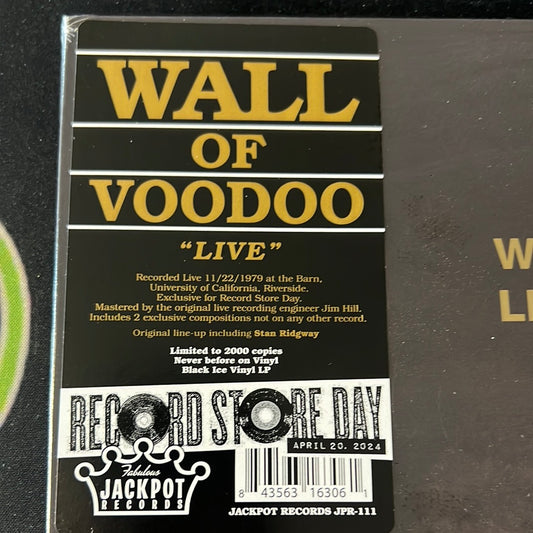 WALL
OF
VOODOO
"LIVE"
Recorded Live 11/22/1979 at the Barn,
University of California, Riverside.
Exclusive for Record Store Day.
Mastered by the original live recording engineer Jim Hill.
Includes 2 exclusive compositions not on any other record.
Original line-up including Stan Ridgway
Limited to 2000 copies
Never before on Vinyl
Black Ice Vinyl LP
RECORD STORE DAY
APRIL 20. 2024
Fabulous
JACKPOT
RECORDS
8 43563 16306 1
JACKPOT RECORDS JPR-111
W
LI